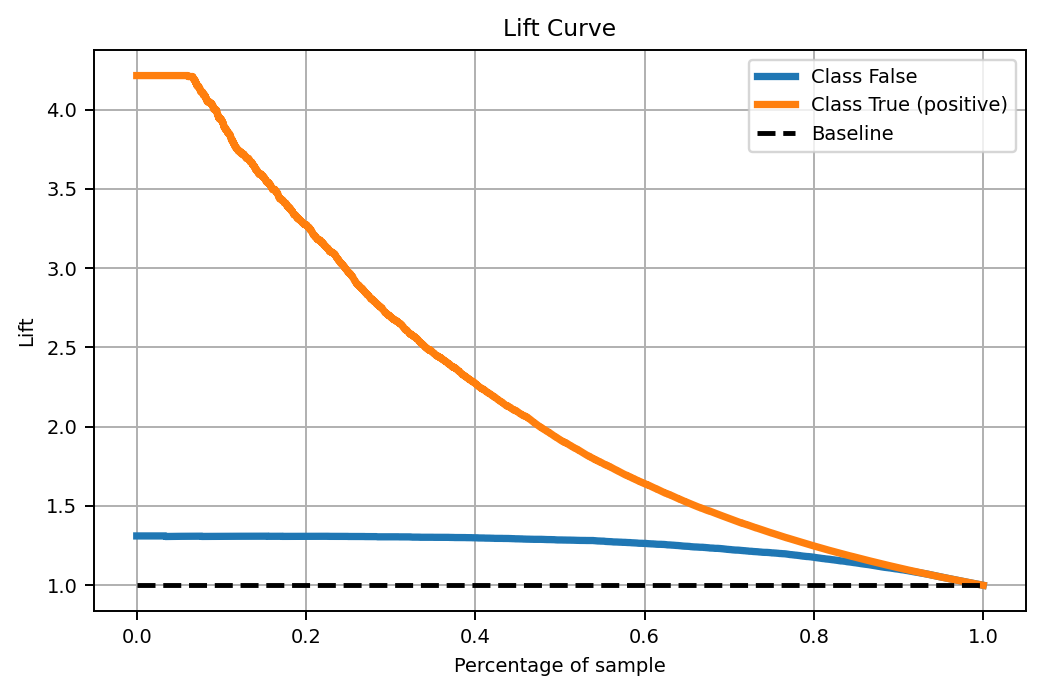 Lift Curve
Class False
Class True (positive)
Baseline
4.0
3.5
3.0
2.5
2.0
1.5
1.0
Lift
0.0 0.2 0.4 0.6 0.8 1.0
Percentage of sample